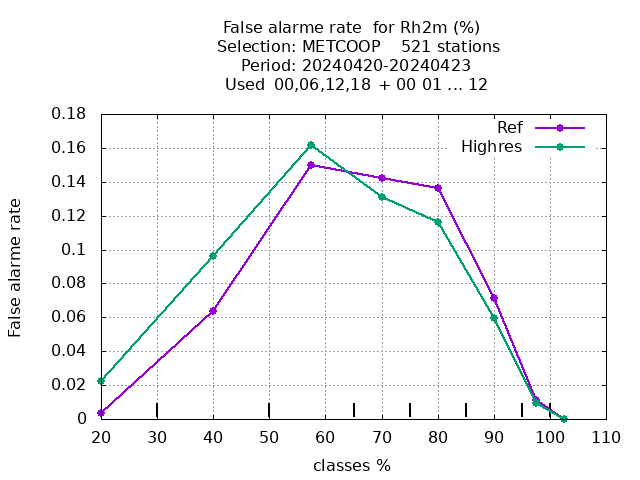 False alarme rate  for Rh2m (%)
Selection: METCOOP    521 stations
Period: 20240420-20240423
Used  00,06,12,18 + 00 01 ... 12
0.18
0.16
0.14
0.12
0.1
0.08
0.06
0.04
0.02
0
False alarme rate
Ref
Highres
20 30 40 50 60 70 80 90 100 110
classes %